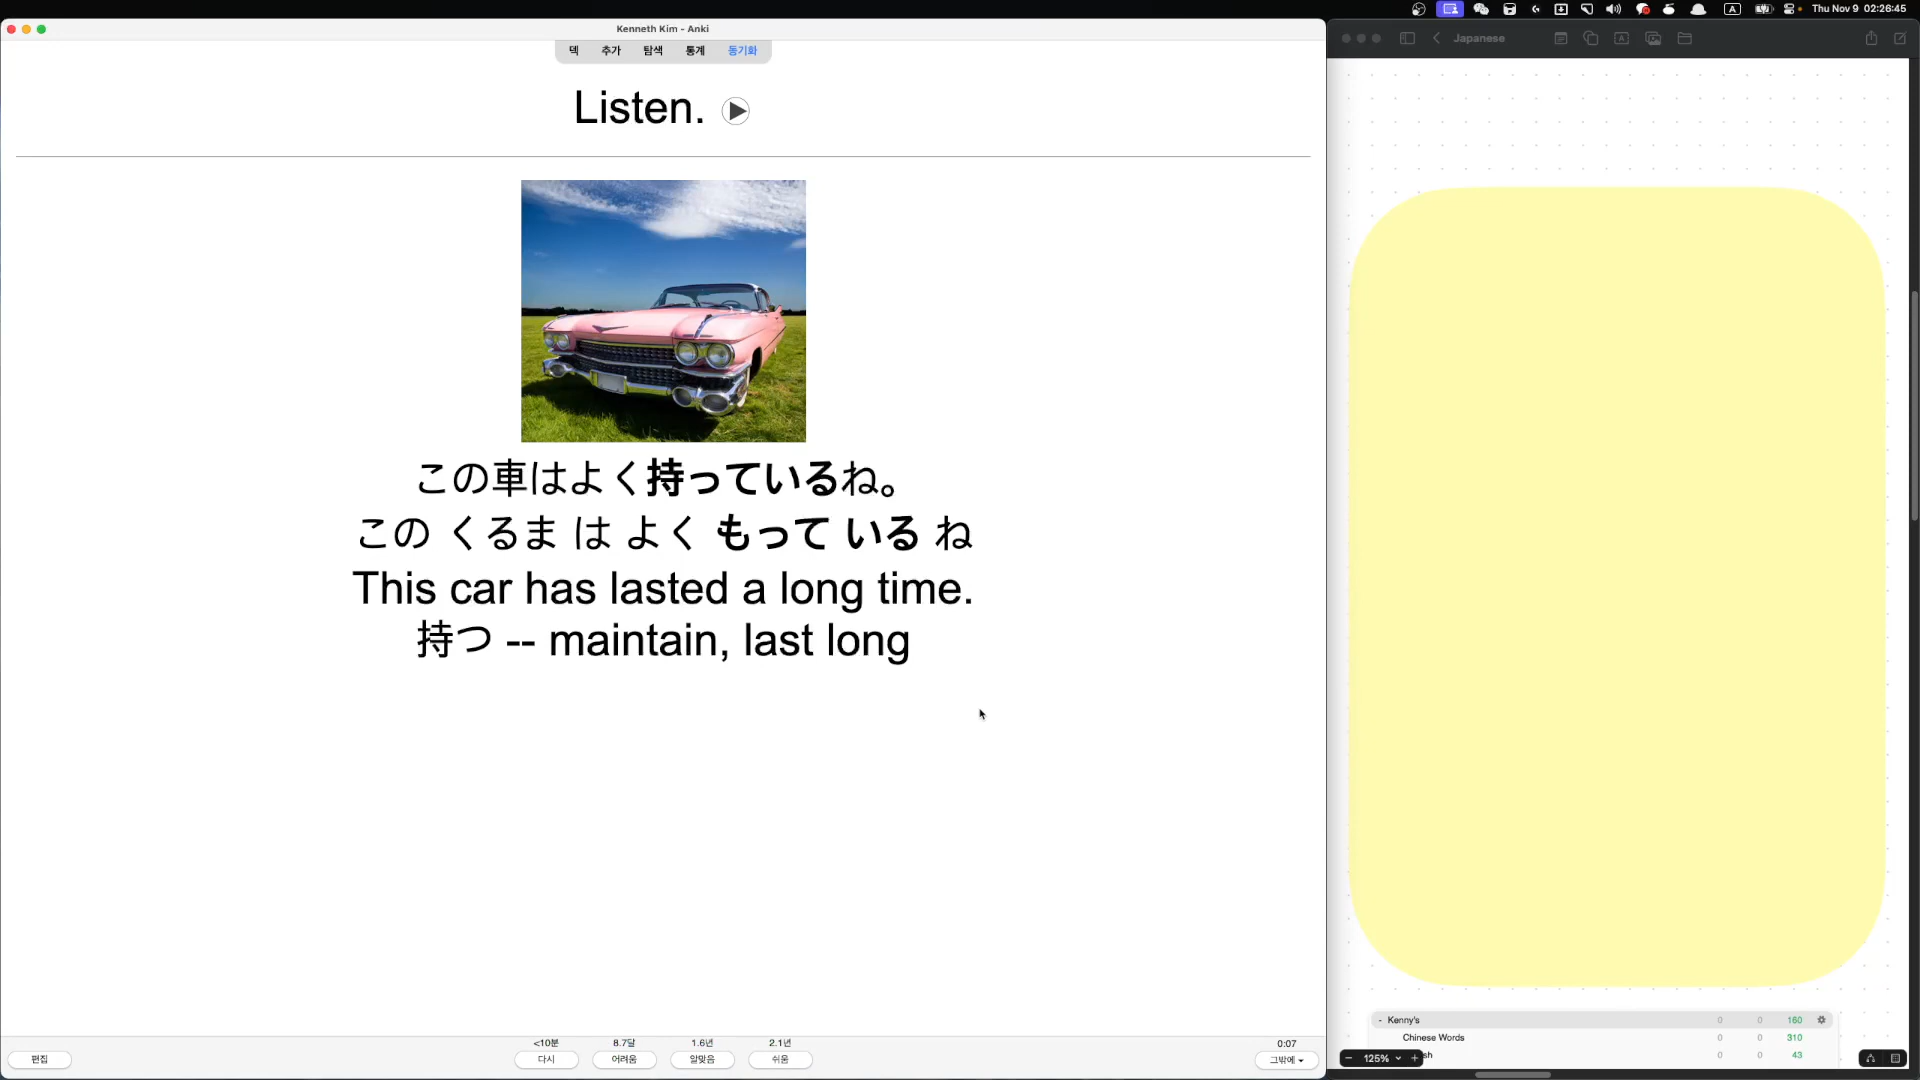 Thu Nov 9 02:26:45
Kenneth Kim - Anki
덱 추가 탐색 통계 동기화
Japanese
Listen.
この車はよく持っているね。
この くるま は よく もって いる ね
This car has lasted a long time.
持つ -- maintain, last long
<10분 8.7달 1.6년 2.1년 0:07
편집 다시 어려움 알맞음 쉬움 그밖에
- Kenny's 0 0 160
Chinese Words 0 0 310
sh 0 0 43
− 125% +